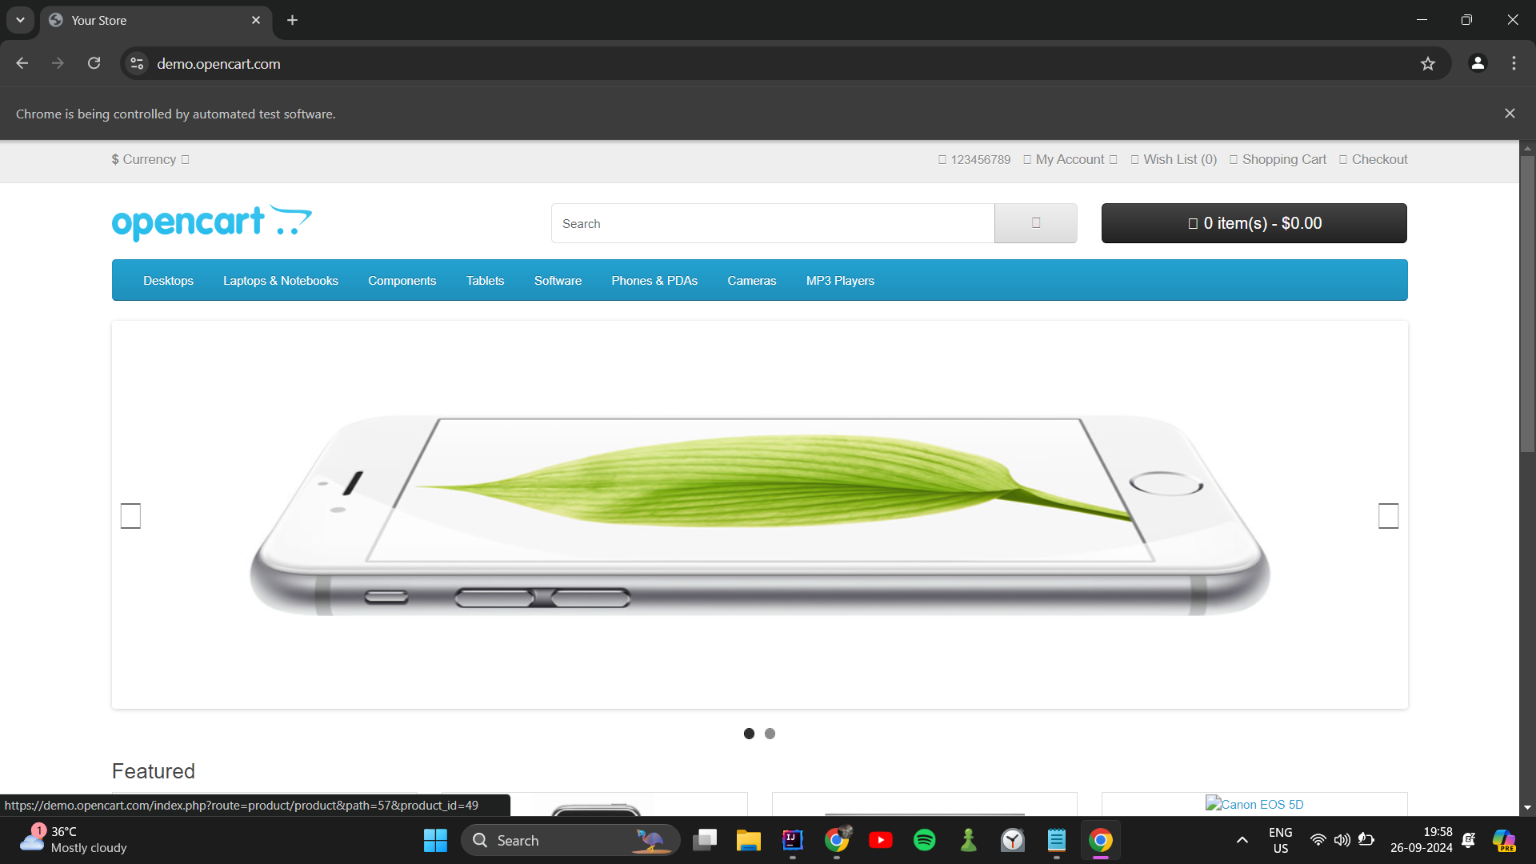 Your Store
demo.opencart.com
Chrome is being controlled by automated test software.
$ Currency
123456789 My Account Wish List (0) Shopping Cart Checkout
opencart
Search
0 item(s) - $0.00
Desktops Laptops & Notebooks Components Tablets Software Phones & PDAs Cameras MP3 Players
Featured
Canon EOS 5D
https://demo.opencart.com/index.php?route=product/product&path=57&product_id=49
1
36°C
Mostly cloudy
Search
IJ
ENG
US
19:58
26-09-2024
PRE